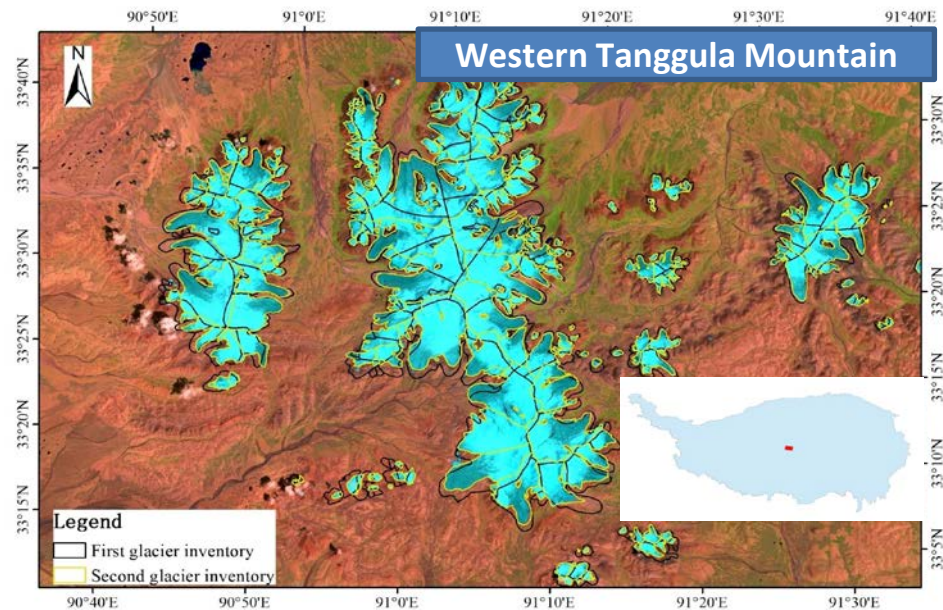 90°50'E 91°0'E 91°10'E 91°20'E 91°30'E 91°40'E
Western Tanggula Mountain
N
33°40'N
33°35'N
33°30'N
33°25'N
33°20'N
33°15'N
33°30'N
33°25'N
33°20'N
33°15'N
33°10'N
33°5'N
Legend
First glacier inventory
Second glacier inventory
90°40'E 90°50'E 91°0'E 91°10'E 91°20'E 91°30'E